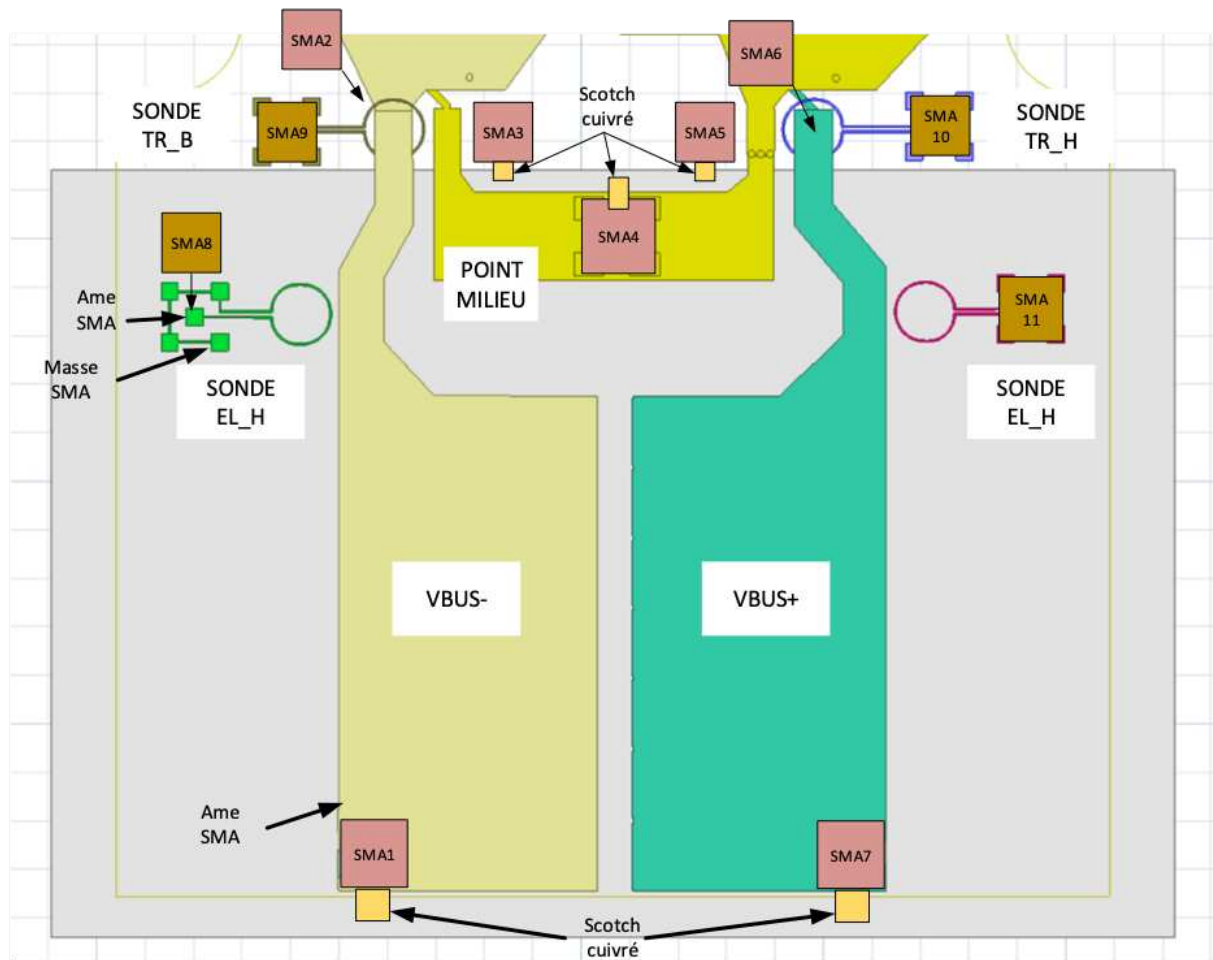 SMA2
SMA6
SONDE
TR_B
SMA9
SMA3
Scotch
cuivré
SMA5
SMA
10
SONDE
TR_H
SMA8
SMA4
POINT
MILIEU
Ame
SMA
SMA
11
Masse
SMA
SONDE
EL_H
SONDE
EL_H
VBUS-
VBUS+
Ame
SMA
SMA1
SMA7
Scotch
cuivré